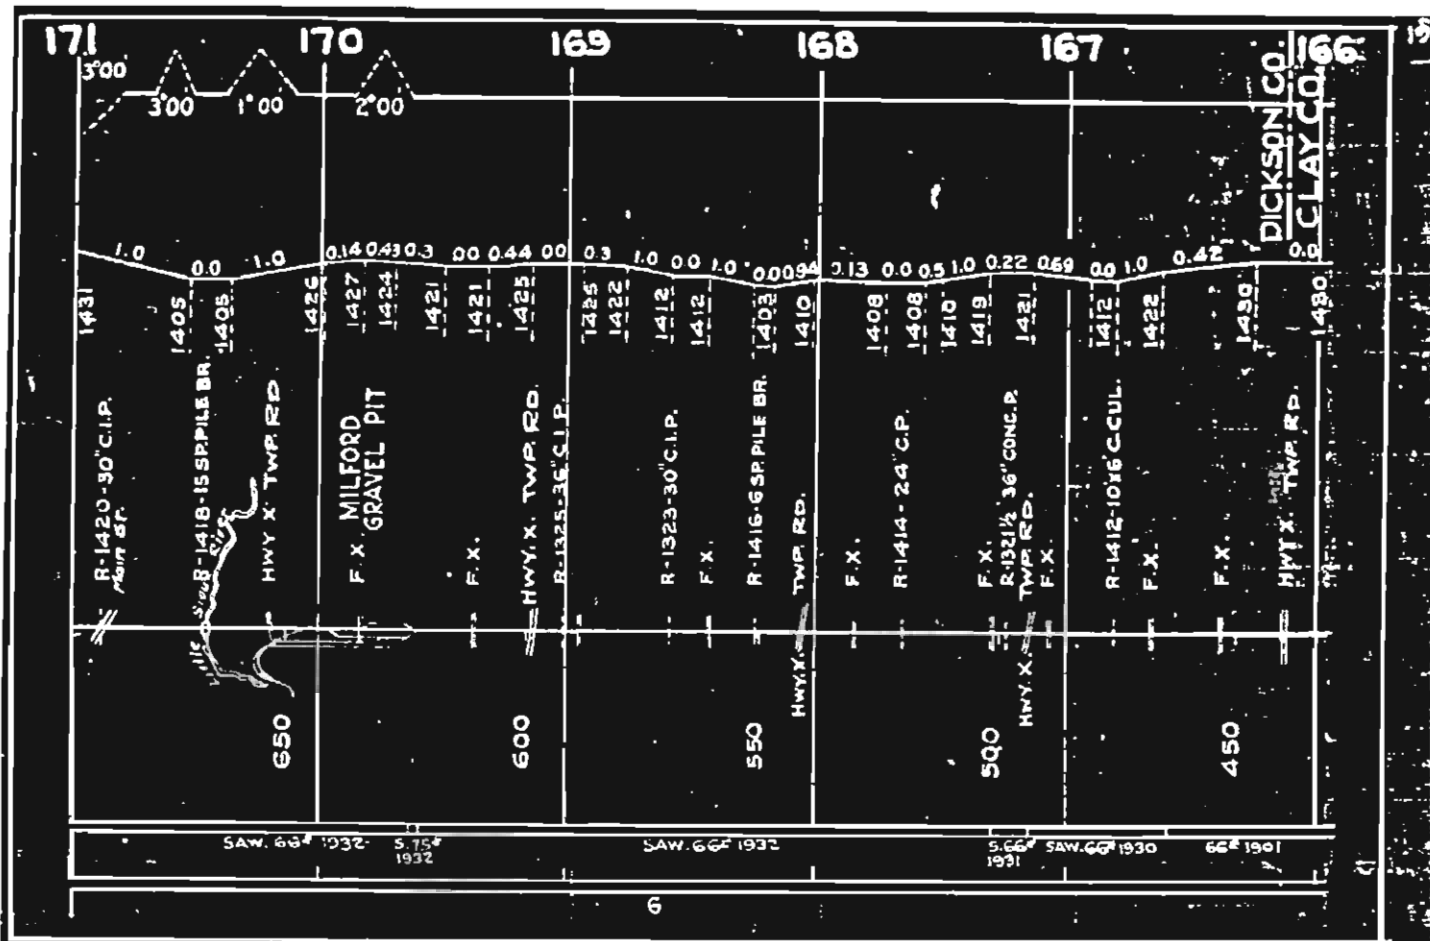 171 170 169 168 167 166
DICKSON CO.
CLAY CO.
3°00'
3°00' 1°00' 2°00'
1.0 0.0 1.0 0.14 0.43 0.3 0.0 0.44 0.0 0.3 1.0 0.0 1.0 0.0 0.94 0.13 0.0 0.5 1.0 0.22 0.69 0.0 1.0 0.42 0.0
1431 1405 1405 1426 1427 1424 1421 1421 1425 1425 1422 1412 1412 1403 1410 1408 1408 1410 1419 1421 1412 1422 1430 1430
R-1420-30" C.I.P.
Main St.
R-1418-15 SP. PILE BR.
Little Sioux Riv.
HWY X. TWP. RD.
F.X.
MILFORD
GRAVEL PIT
F.X.
HWY. X. TWP. RD.
R-1325-36" C.I.P.
R-1323-30" C.I.P.
F.X.
R-1416-6 SP. PILE BR.
HWY. X. TWP. RD.
F.X.
R-1414-24" C.P.
F.X.
R-1321½ 36" CONC. P.
HWY. X. TWP. RD.
F.X.
R-1412-10'x6' C. CUL.
F.X.
F.X.
HWY X. TWP. RD.
650 600 550 500 450
SAW. 66# 1932 S. 75# 1932 SAW. 66# 1932 S. 66# 1931 SAW. 66# 1930 66# 1901
6